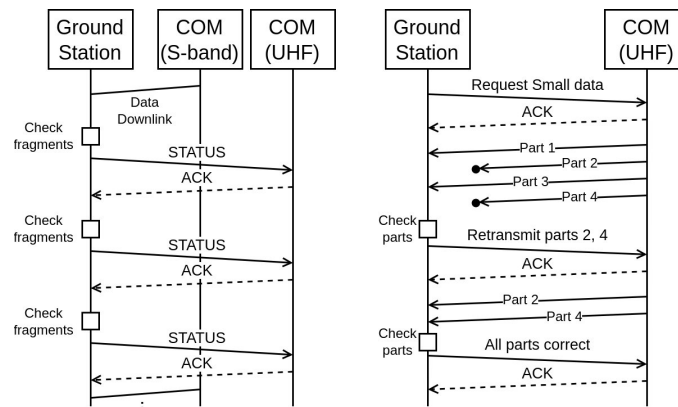 Ground
Station
COM
(S-band)
COM
(UHF)
Data
Downlink
Check
fragments
STATUS
ACK
Check
fragments
STATUS
ACK
Check
fragments
STATUS
ACK
Ground
Station
COM
(UHF)
Request Small data
ACK
Part 1
Part 2
Part 3
Part 4
Check
parts
Retransmit parts 2, 4
ACK
Part 2
Part 4
Check
parts
All parts correct
ACK